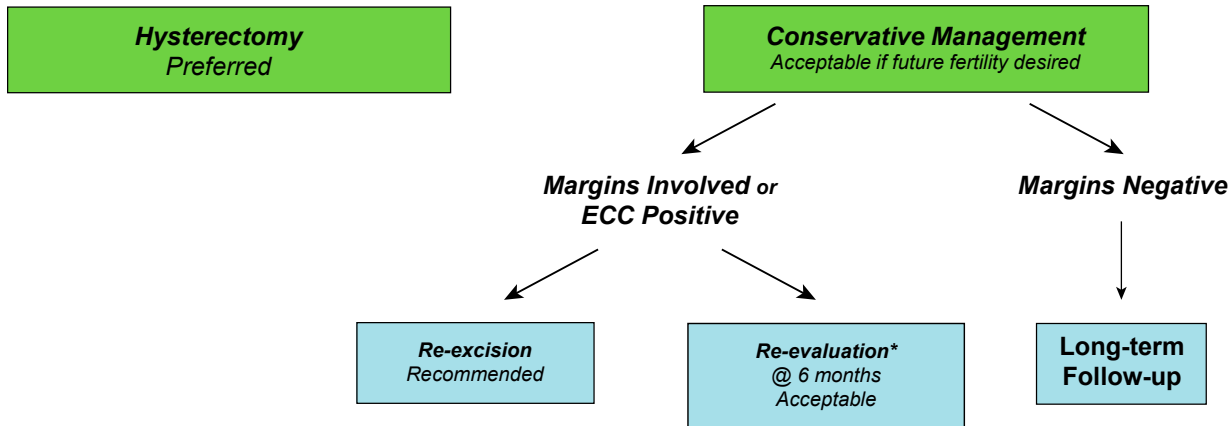 Hysterectomy
Preferred
Conservative Management
Acceptable if future fertility desired
Margins Involved or
ECC Positive
Margins Negative
Re-excision
Recommended
Re-evaluation*
@ 6 months
Acceptable
Long-term
Follow-up